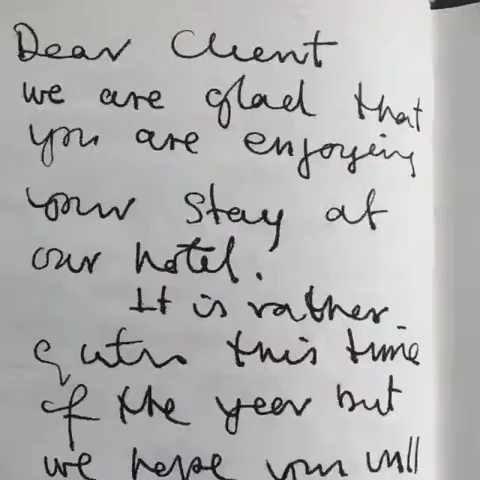 Dear Client
we are glad that
you are enjoying
your stay at
our hotel.
It is rather
this time
of the year but
we hope you will